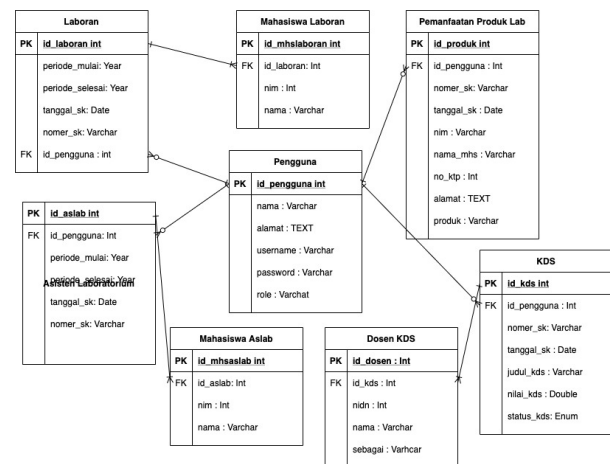 Laboran
PK id_laboran int
periode_mulai: Year
periode_selesai: Year
tanggal_sk: Date
nomer_sk: Varchar
FK id_pengguna : int
Mahasiswa Laboran
PK id_mhslaboran int
FK id_laboran: Int
nim : Int
nama : Varchar
Pemanfaatan Produk Lab
PK id_produk int
FK id_pengguna : Int
nomer_sk : Varchar
tanggal_sk : Date
nim : Varchar
nama_mhs : Varchar
no_ktp : Int
alamat : TEXT
produk : Varchar
Pengguna
PK id_pengguna int
nama : Varchar
alamat : TEXT
username : Varchar
password : Varchar
role : Varchat
PK id_aslab int
FK id_pengguna: Int
periode_mulai: Year
periode_selesai: Year
Asisten Laboratorium
tanggal_sk: Date
nomer_sk: Varchar
KDS
PK id_kds int
FK id_pengguna : Int
nomer_sk: Varchar
tanggal_sk : Date
judul_kds : Varchar
nilai_kds : Double
status_kds: Enum
Mahasiswa Aslab
PK id_mhsaslab int
FK id_aslab: Int
nim : Int
nama : Varchar
Dosen KDS
PK id_dosen : Int
FK id_kds : Int
nidn : Int
nama : Varchar
sebagai : Varhcar